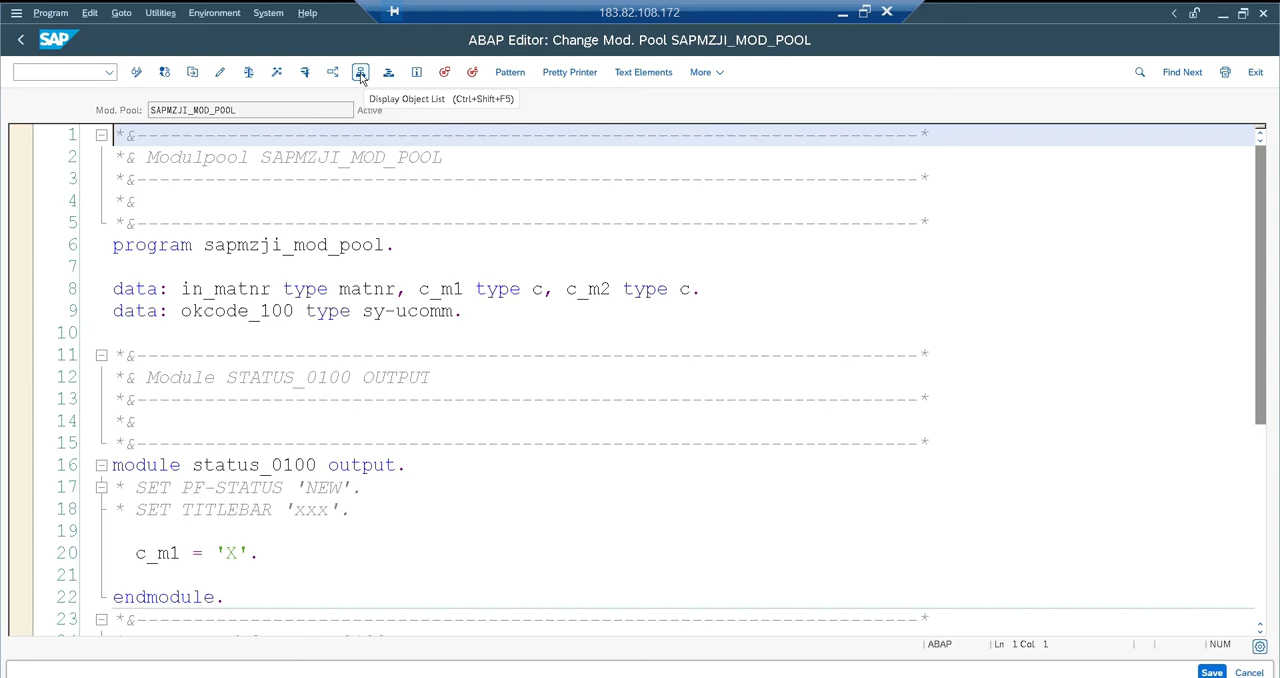 183.82.108.172
Program Edit Goto Utilities Environment System Help
SAP ABAP Editor: Change Mod. Pool SAPMZJI_MOD_POOL
Pattern Pretty Printer Text Elements More Find Next Exit
Display Object List (Ctrl+Shift+F5)
Mod. Pool: SAPMZJI_MOD_POOL Active
1 *&---------------------------------------------------------------------*
2 *& Modulpool SAPMZJI_MOD_POOL
3 *&---------------------------------------------------------------------*
4 *&
5 *&---------------------------------------------------------------------*
6 program sapmzji_mod_pool.
7
8 data: in_matnr type matnr, c_m1 type c, c_m2 type c.
9 data: okcode_100 type sy-ucomm.
10
11 *&---------------------------------------------------------------------*
12 *& Module STATUS_0100 OUTPUT
13 *&---------------------------------------------------------------------*
14 *&
15 *&---------------------------------------------------------------------*
16 module status_0100 output.
17 * SET PF-STATUS 'NEW'.
18 * SET TITLEBAR 'xxx'.
19
20 c_m1 = 'X'.
21
22 endmodule.
23 *&---------------------------------------------------------------------*
ABAP Ln 1 Col 1 NUM
Save Cancel